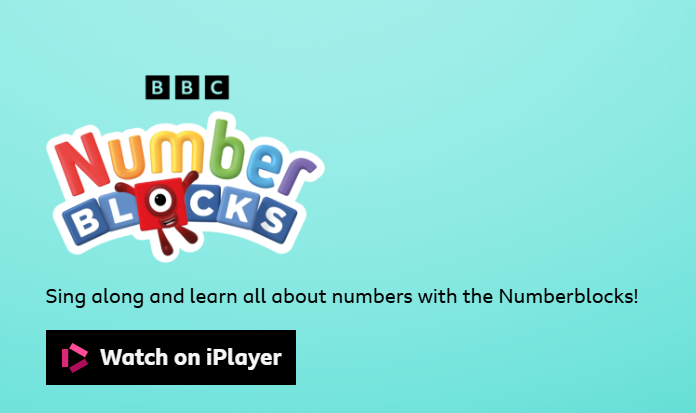 BBC
Number
BLOCKS
Sing along and learn all about numbers with the Numberblocks!
Watch on iPlayer